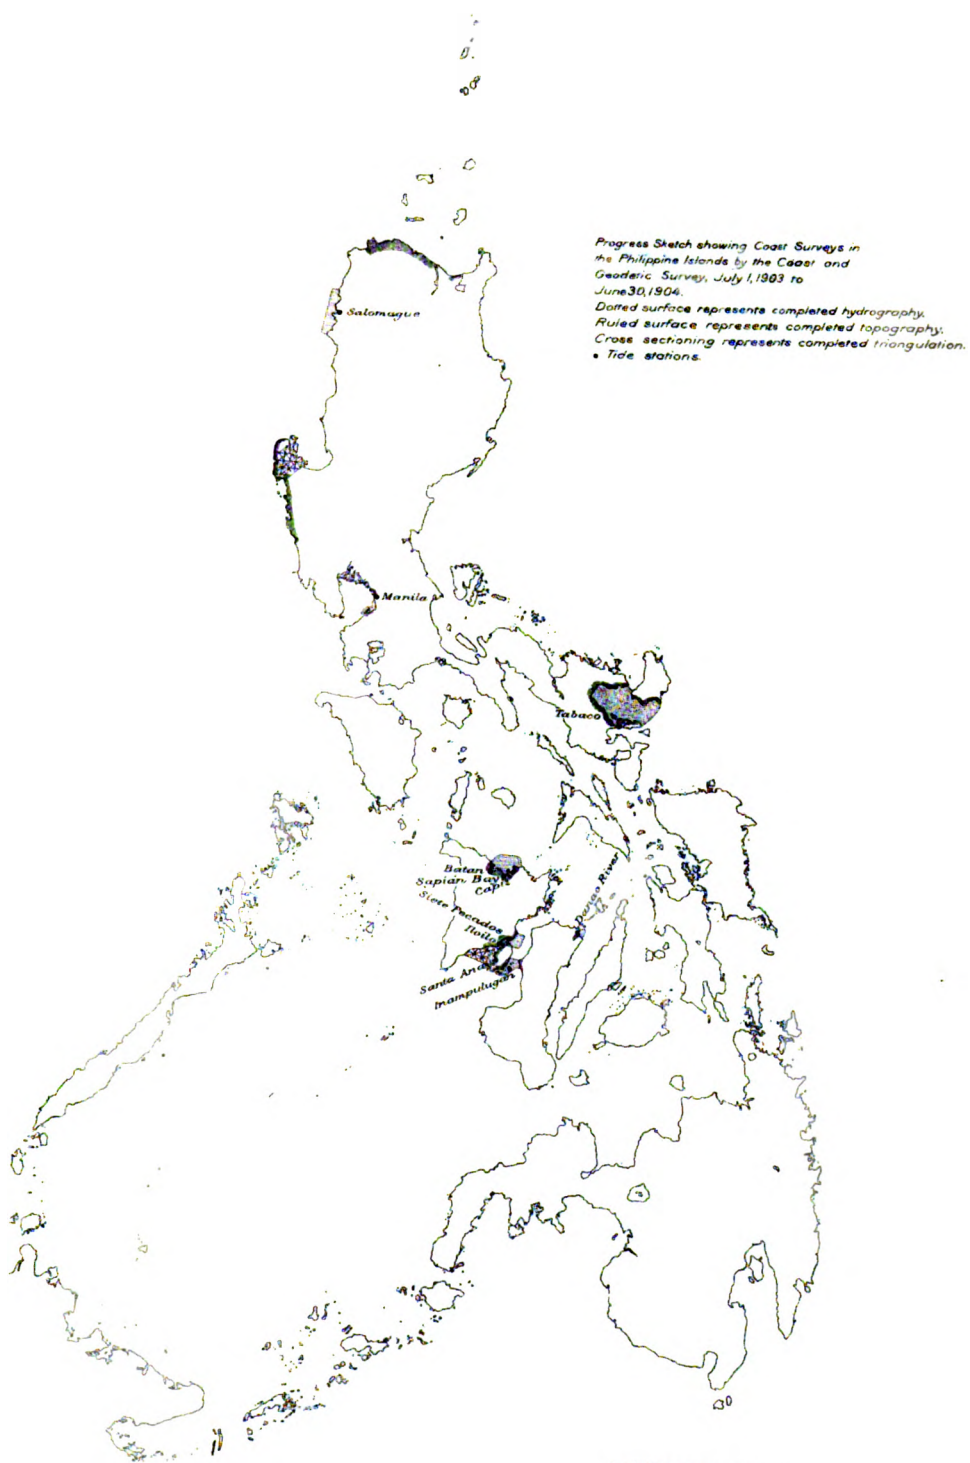 Progress Sketch showing Coast Surveys in
the Philippine Islands by the Coast and
Geodetic Survey, July 1, 1903 to
June 30, 1904.
Dotted surface represents completed hydrography.
Ruled surface represents completed topography.
Cross sectioning represents completed triangulation.
• Tide stations.
Salomague
Manila
Tabaco
Batan
Sapian Bay
Capiz
Siete Pecados
Iloilo
River
Santa Ana
Inampulugan